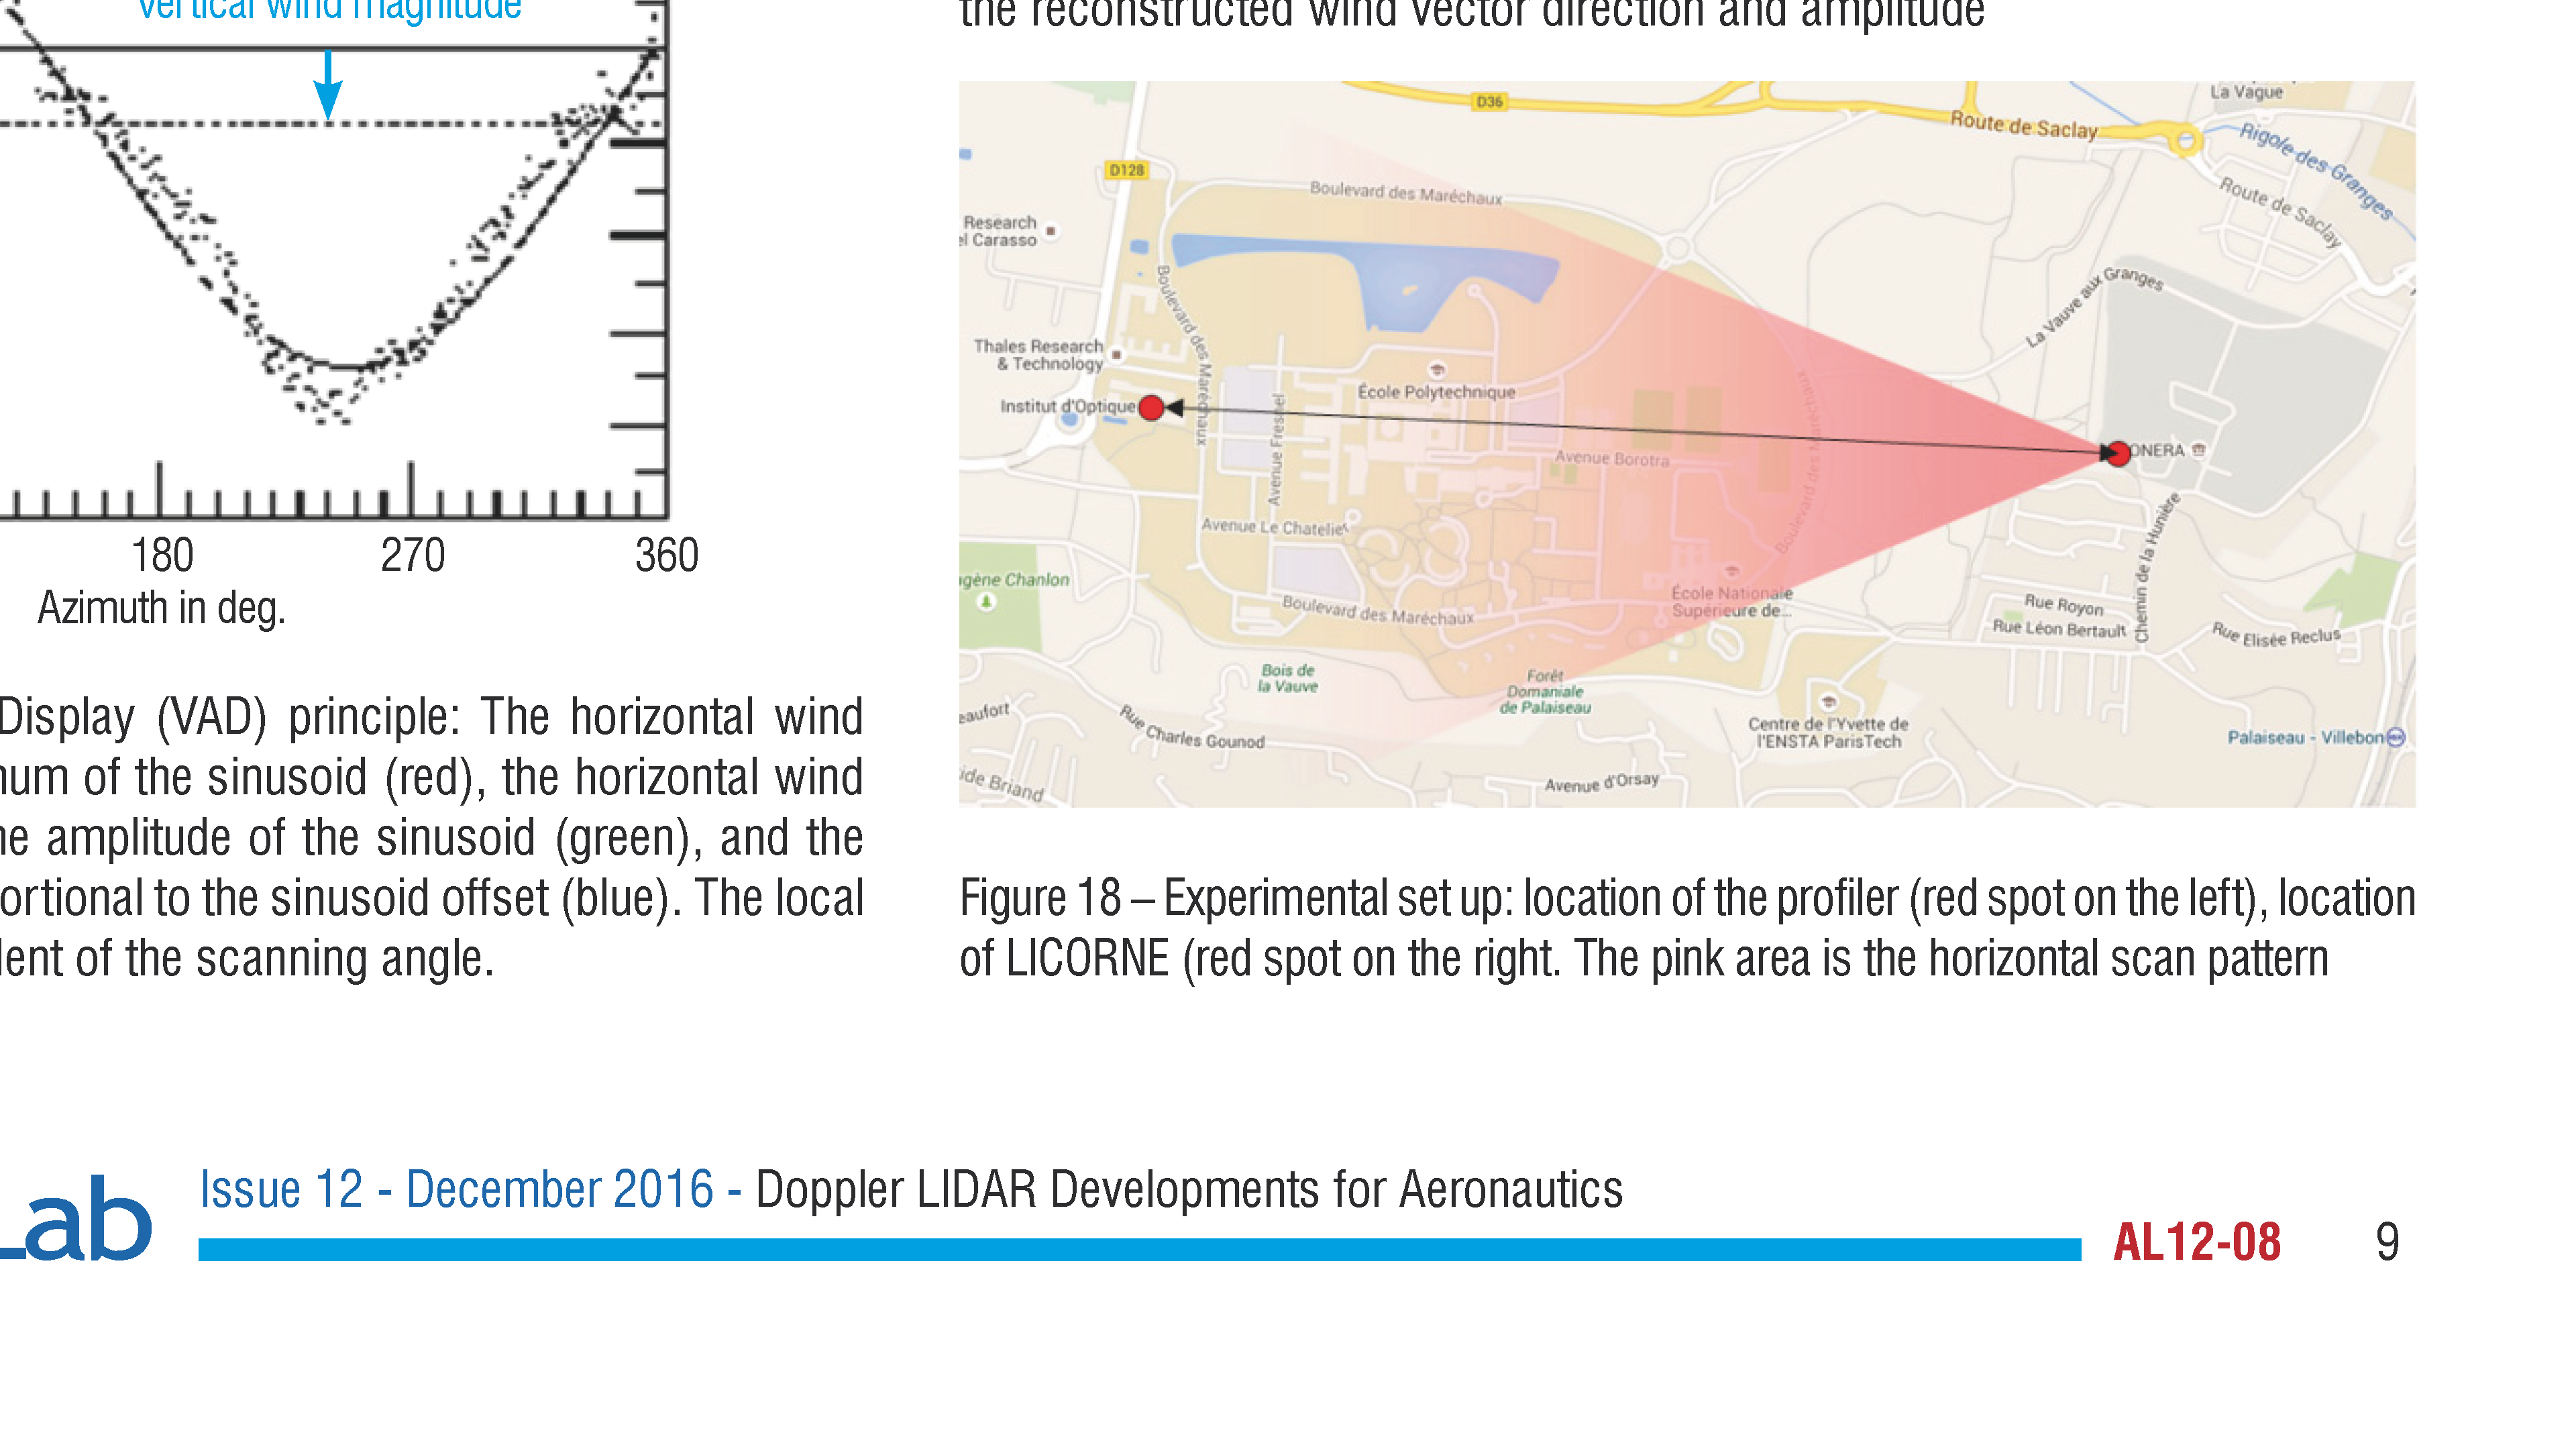 vertical wind magnitude
180 270 360
Azimuth in deg.
Display (VAD) principle: The horizontal wind
of the sinusoid (red), the horizontal wind
amplitude of the sinusoid (green), and the
to the sinusoid offset (blue). The local
of the scanning angle.
the reconstructed wind vector direction and amplitude
D36
La Vague
Route de Saclay
Rigole des Granges
D128
Boulevard des Maréchaux
Route de Saclay
Research
el Carasso
Boulevard des Maréchaux
La Vauve aux Granges
Thales Research
& Technology
École Polytechnique
Institut d'Optique
Avenue Fresnel
Boulevard des Maréchaux
Avenue Borotra
ONERA
Avenue Le Chatelier
Chemin de la Hunière
gène Chanlon
École Nationale
Supérieure de...
Boulevard des Maréchaux
Rue Royon
Rue Léon Bertault
Rue Elisée Reclus
Bois de
la Vauve
Forêt
Domaniale
de Palaiseau
eaufort
Rue Charles Gounod
Centre de l'Yvette de
l'ENSTA ParisTech
Palaiseau - Villebon
ide Briand
Avenue d'Orsay
Figure 18 – Experimental set up: location of the profiler (red spot on the left), location
of LICORNE (red spot on the right. The pink area is the horizontal scan pattern
Lab
Issue 12 - December 2016 - Doppler LIDAR Developments for Aeronautics
AL12-08 9